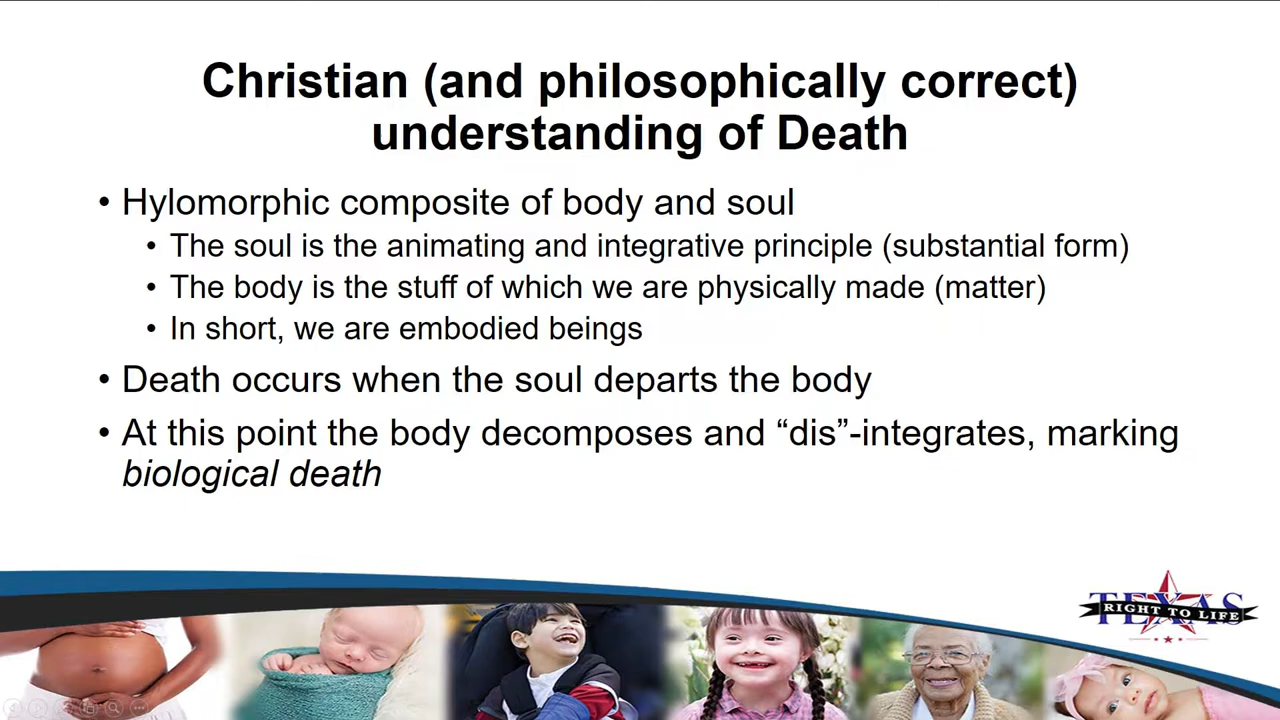 Christian (and philosophically correct)
understanding of Death
• Hylomorphic composite of body and soul
• The soul is the animating and integrative principle (substantial form)
• The body is the stuff of which we are physically made (matter)
• In short, we are embodied beings
• Death occurs when the soul departs the body
• At this point the body decomposes and “dis”-integrates, marking
biological death
TEXAS
RIGHT TO LIFE